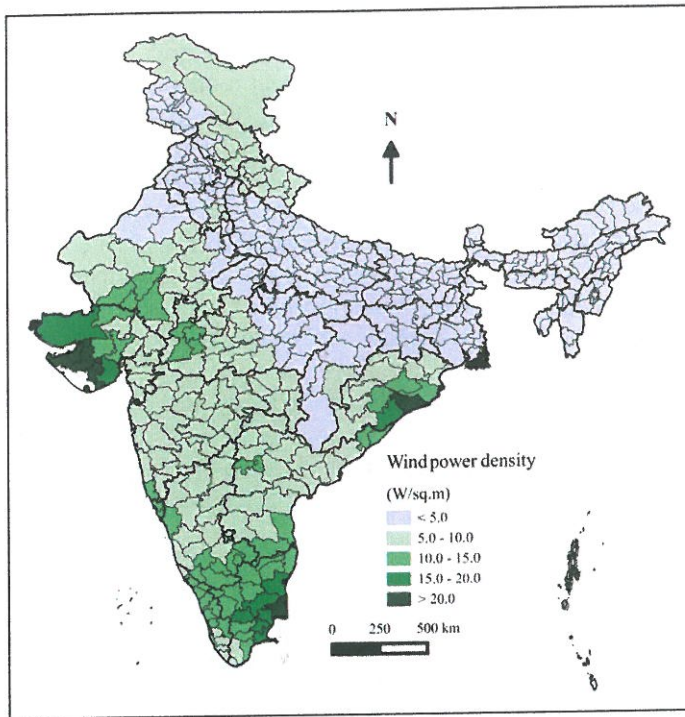 N
Wind power density
(W/sq.m)
< 5.0
5.0 - 10.0
10.0 - 15.0
15.0 - 20.0
> 20.0
0 250 500 km